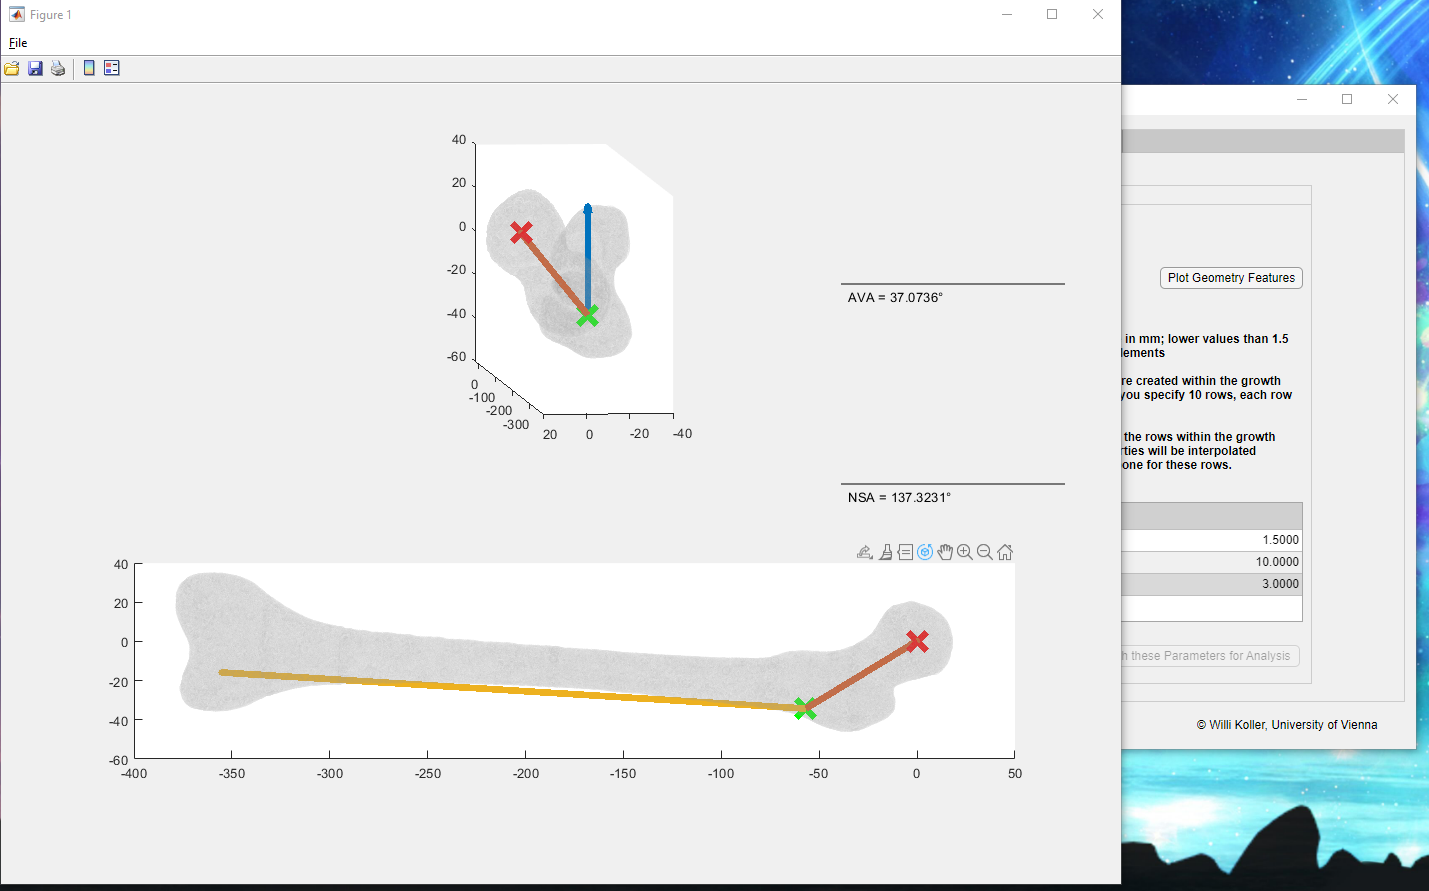 Figure 1
File
40
20
0
-20
-40
-60
0
-100
-200
-300
20
0
-20
-40
AVA = 37.0736°
NSA = 137.3231°
40
20
0
-20
-40
-60
-400
-350
-300
-250
-200
-150
-100
-50
0
50
Plot Geometry Features
in mm; lower values than 1.5
lements
re created within the growth
you specify 10 rows, each row
the rows within the growth
rties will be interpolated
one for these rows.
1.5000
10.0000
3.0000
h these Parameters for Analysis
© Willi Koller, University of Vienna